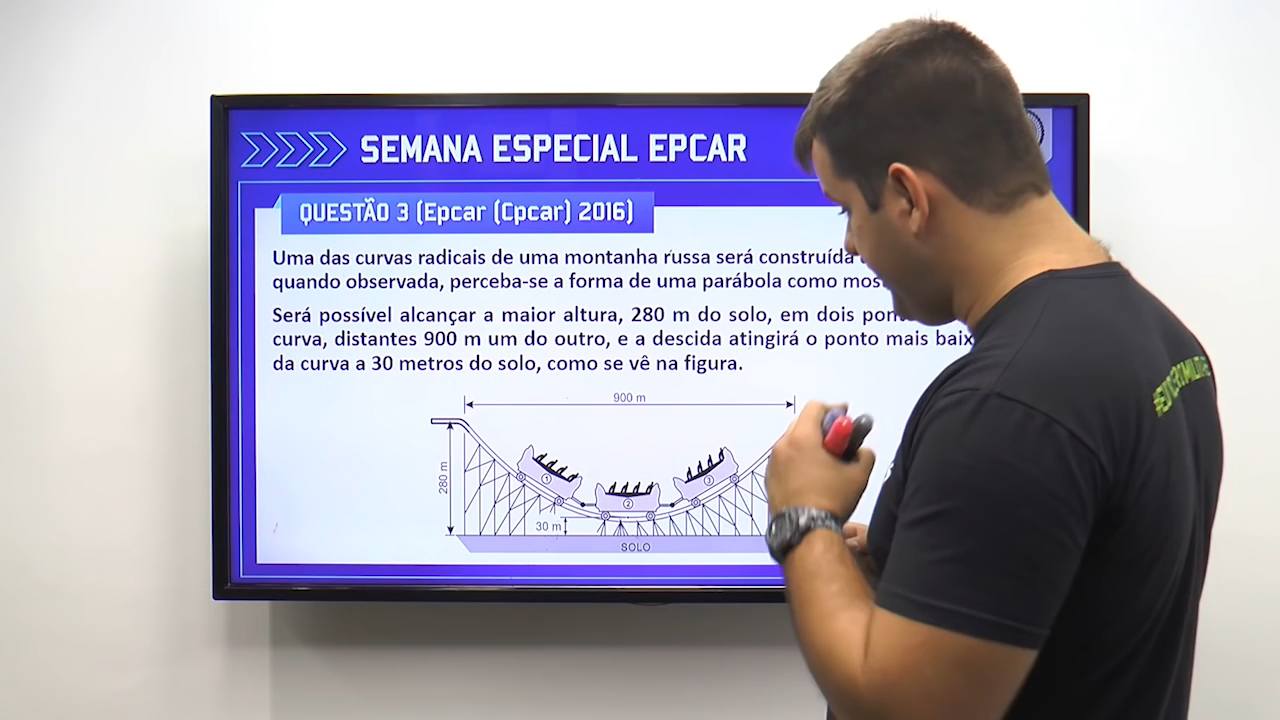 SEMANA ESPECIAL EPCAR
QUESTÃO 3 (Epcar (Cpcar) 2016)
Uma das curvas radicais de uma montanha russa será construída
quando observada, perceba-se a forma de uma parábola como
Será possível alcançar a maior altura, 280 m do solo, em dois
curva, distantes 900 m um do outro, e a descida atingirá o ponto mais
da curva a 30 metros do solo, como se vê na figura.
900 m
280 m
1
2
3
30 m
SOLO